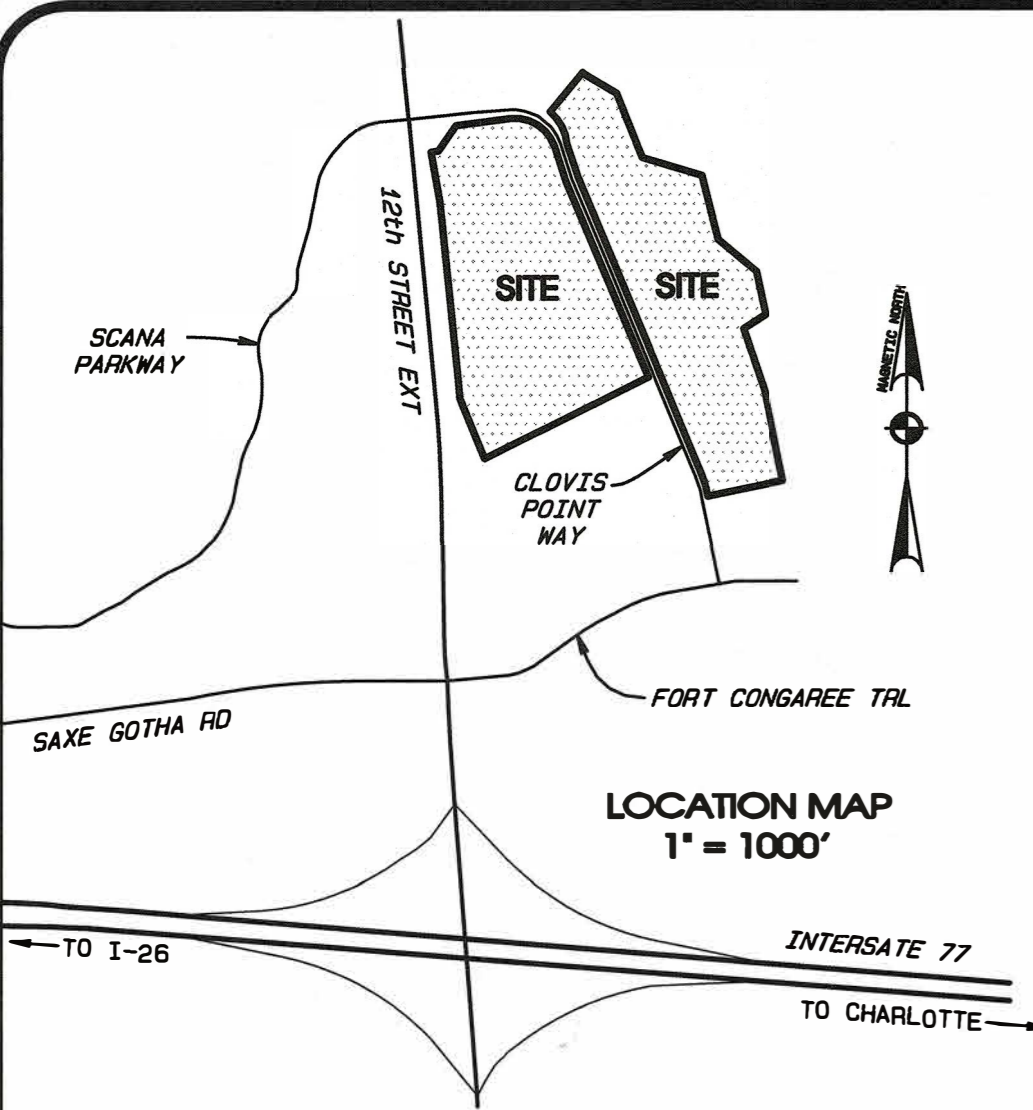 12th STREET EXT
SITE
SITE
SCANA
PARKWAY
MAGNETIC NORTH
CLOVIS
POINT
WAY
FORT CONGAREE TRL
SAXE GOTHA RD
LOCATION MAP
1" = 1000'
TO I-26
INTERSATE 77
TO CHARLOTTE